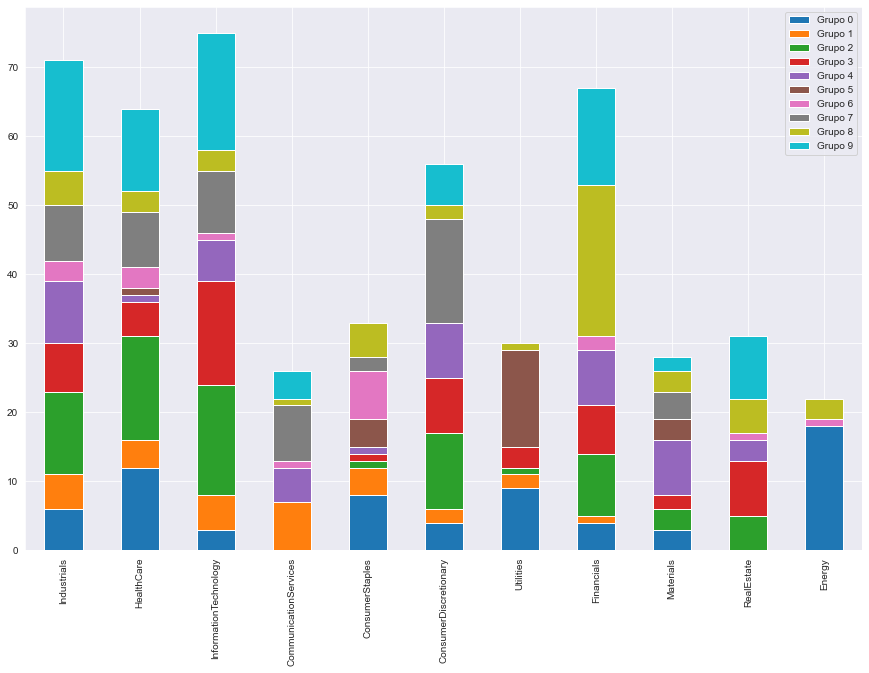 70
60
50
40
30
20
10
0
Grupo 0
Grupo 1
Grupo 2
Grupo 3
Grupo 4
Grupo 5
Grupo 6
Grupo 7
Grupo 8
Grupo 9
Industrials
HealthCare
InformationTechnology
CommunicationServices
ConsumerStaples
ConsumerDiscretionary
Utilities
Financials
Materials
RealEstate
Energy